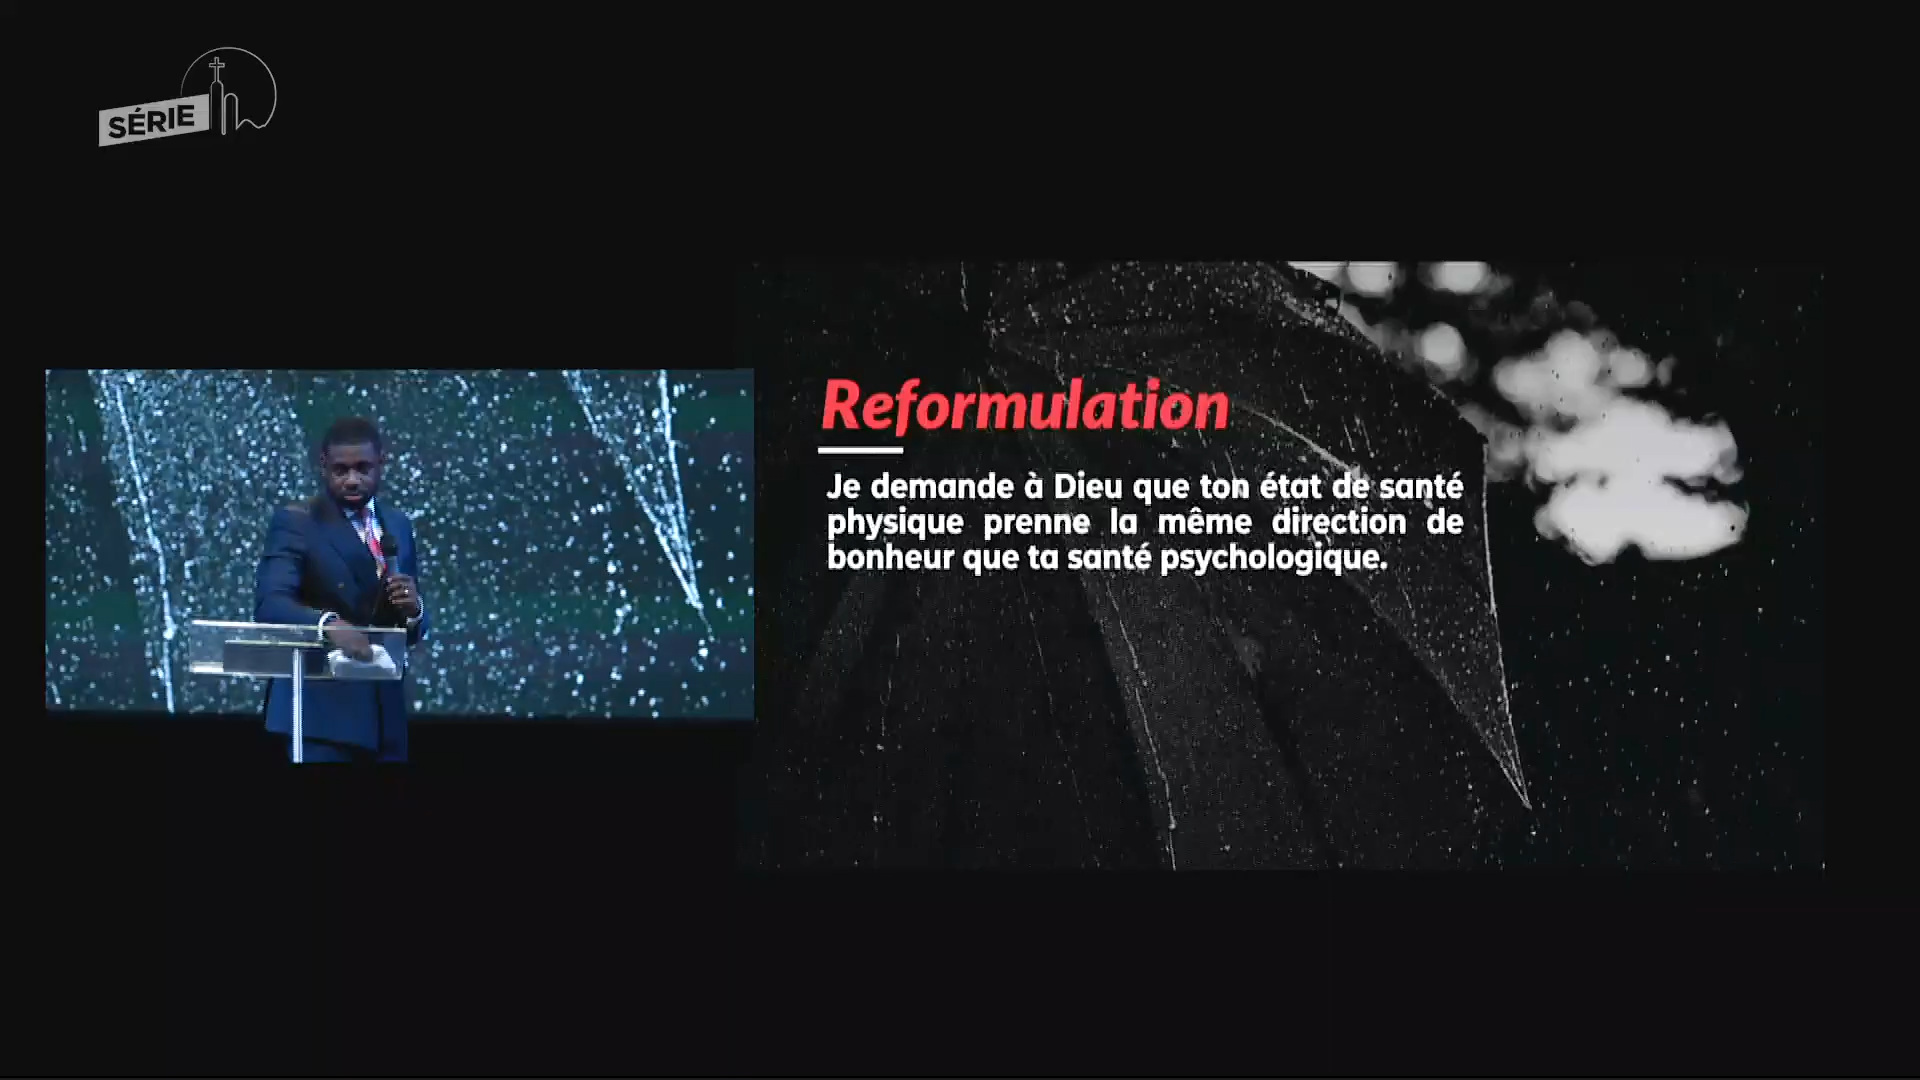 SÉRIE
Reformulation
Je demande à Dieu que ton état de santé
physique prenne la même direction de
bonheur que ta santé psychologique.